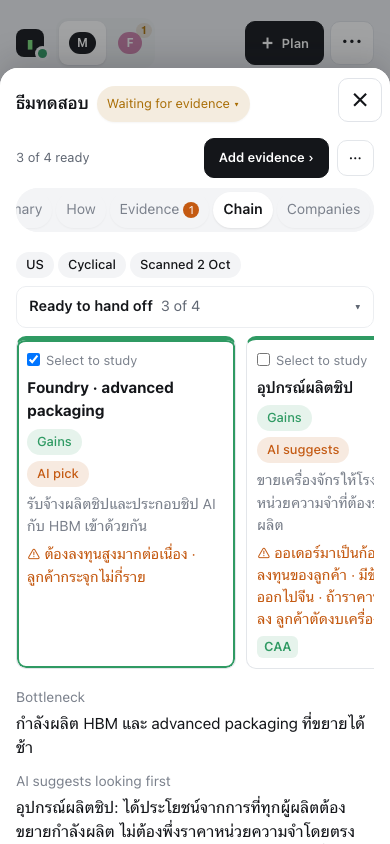 M
F
1
+ Plan
ธีมทดสอบ
Waiting for evidence
3 of 4 ready
Add evidence ›
nary
How
Evidence 1
Chain
Companies
US
Cyclical
Scanned 2 Oct
Ready to hand off 3 of 4
Select to study
Foundry · advanced
packaging
Gains
AI pick
รับจ้างผลิตชิปและประกอบชิป AI
กับ HBM เข้าด้วยกัน
⚠ ต้องลงทุนสูงมากต่อเนื่อง ·
ลูกค้ากระจุกไม่กี่ราย
Select to study
อุปกรณ์ผลิตชิป
Gains
AI suggests
ขายเครื่องจักรให้โรง
หน่วยความจำที่ต้อง
ผลิต
⚠ ออเดอร์มาเป็นก้อ
ลงทุนของลูกค้า · มีข้
ออกไปจีน · ถ้าราคา
ลง ลูกค้าตัดงบเครื่อ
CAA
Bottleneck
กำลังผลิต HBM และ advanced packaging ที่ขยายได้
ช้า
AI suggests looking first
อุปกรณ์ผลิตชิป: ได้ประโยชน์จากการที่ทุกผู้ผลิตต้อง
ขยายกำลังผลิต ไม่ต้องพึ่งราคาหน่วยความจำโดยตรง